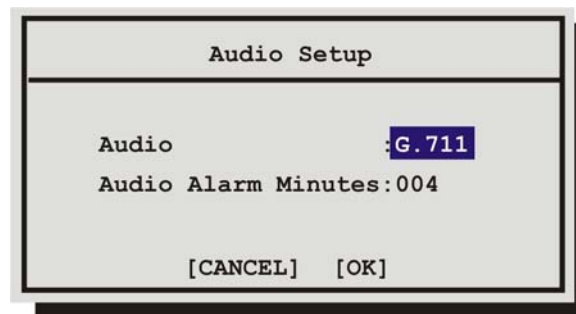 Audio Setup
Audio :G.711
Audio Alarm Minutes:004
[CANCEL] [OK]